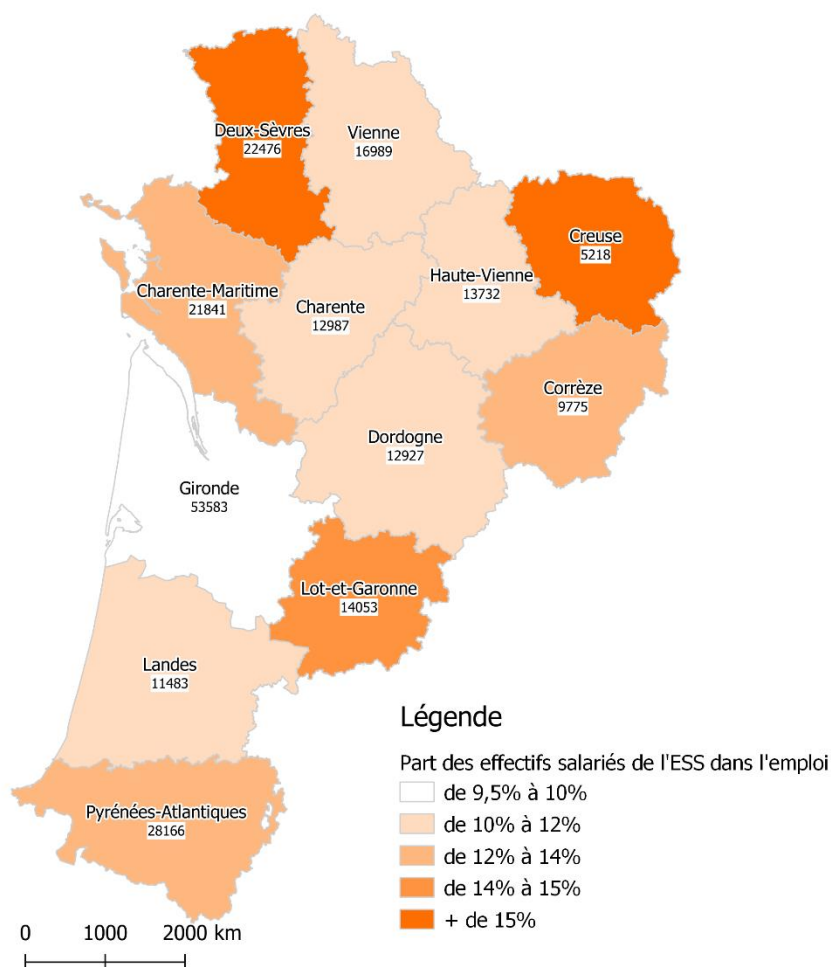 Deux-Sèvres
22476
Vienne
16989
Creuse
5218
Haute-Vienne
13732
Charente-Maritime
21841
Charente
12987
Corrèze
9775
Dordogne
12927
Gironde
53583
Lot-et-Garonne
14053
Landes
11483
Pyrénées-Atlantiques
28166
Légende
Part des effectifs salariés de l'ESS dans l'emploi
de 9,5% à 10%
de 10% à 12%
de 12% à 14%
de 14% à 15%
+ de 15%
0 1000 2000 km